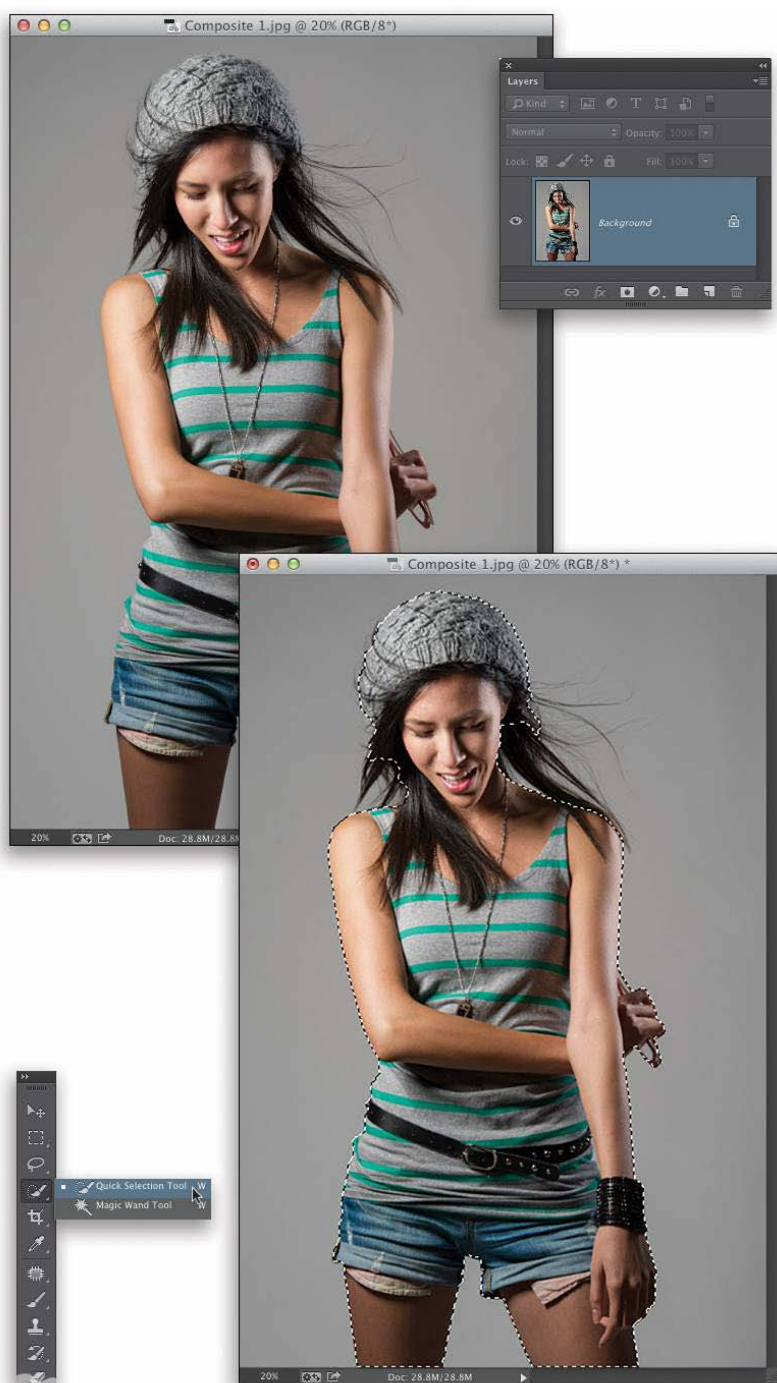 Composite 1.jpg @ 20% (RGB/8*)
Layers
Kind
Normal
Opacity: 100%
Lock:
Fill: 100%
Background
fx
20%
Doc: 28.8M/28.8M
Composite 1.jpg @ 20% (RGB/8*) *
Quick Selection Tool W
Magic Wand Tool W
20%
Doc: 28.8M/28.8M